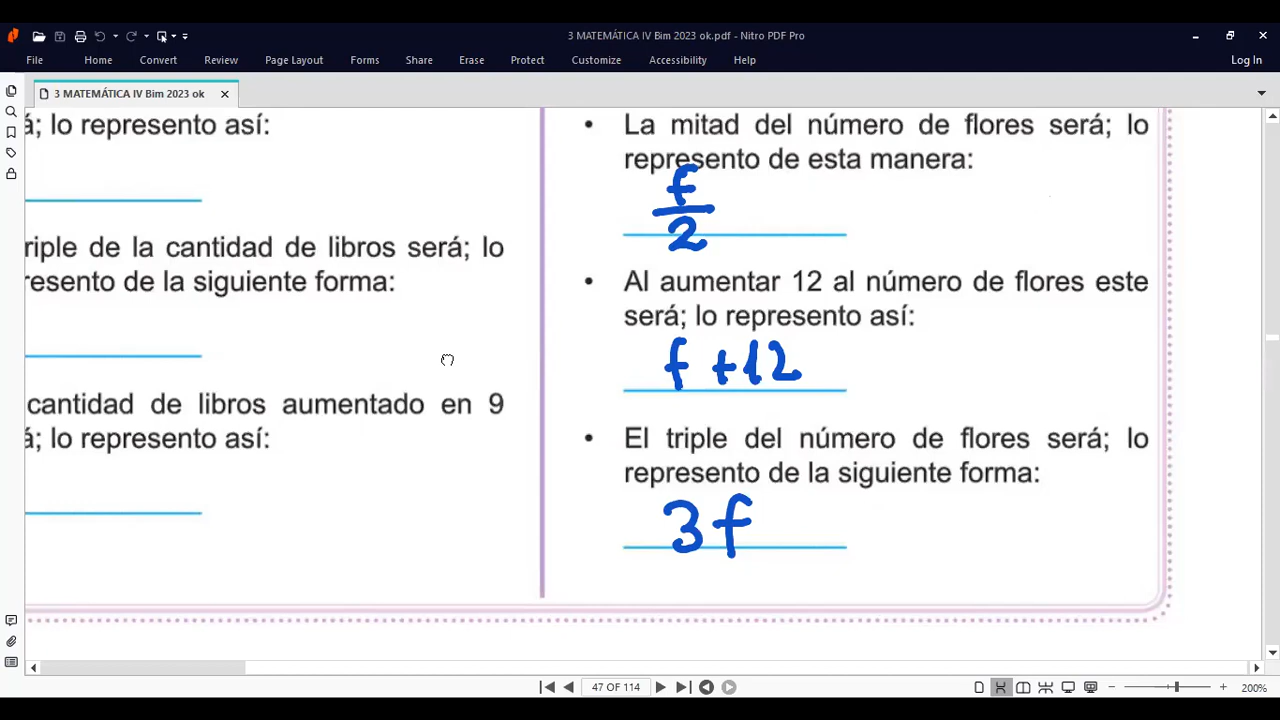 3 MATEMÁTICA IV Bim 2023 ok.pdf - Nitro PDF Pro
File Home Convert Review Page Layout Forms Share Erase Protect Customize Accessibility Help Log In
3 MATEMÁTICA IV Bim 2023 ok
á; lo represento así:
riple de la cantidad de libros será; lo
resento de la siguiente forma:
cantidad de libros aumentado en 9
á; lo represento así:
• La mitad del número de flores será; lo
represento de esta manera:
f
2
• Al aumentar 12 al número de flores este
será; lo represento así:
f +12
• El triple del número de flores será; lo
represento de la siguiente forma:
3f
47 OF 114
200%